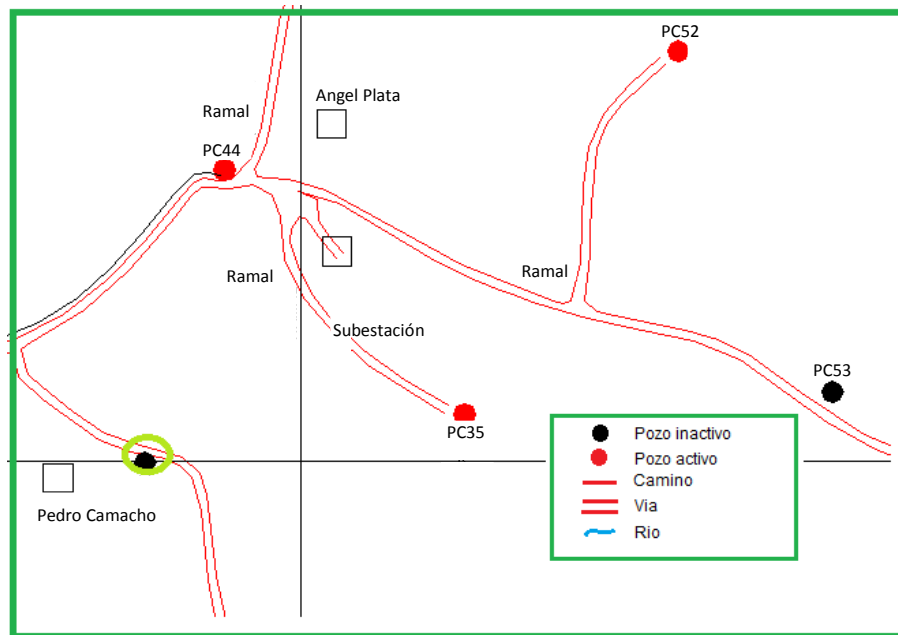 PC52
Angel Plata
Ramal
PC44
Ramal
Ramal
Subestación
PC53
PC35
Pozo inactivo
Pozo activo
Camino
Via
Rio
Pedro Camacho